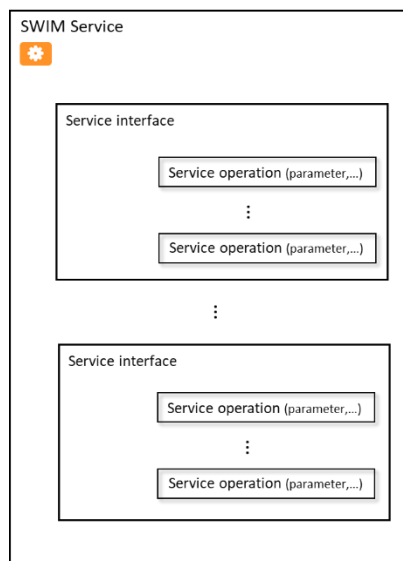 SWIM Service
Service interface
Service operation (parameter,...)
⋮
Service operation (parameter,...)
⋮
Service interface
Service operation (parameter,...)
⋮
Service operation (parameter,...)